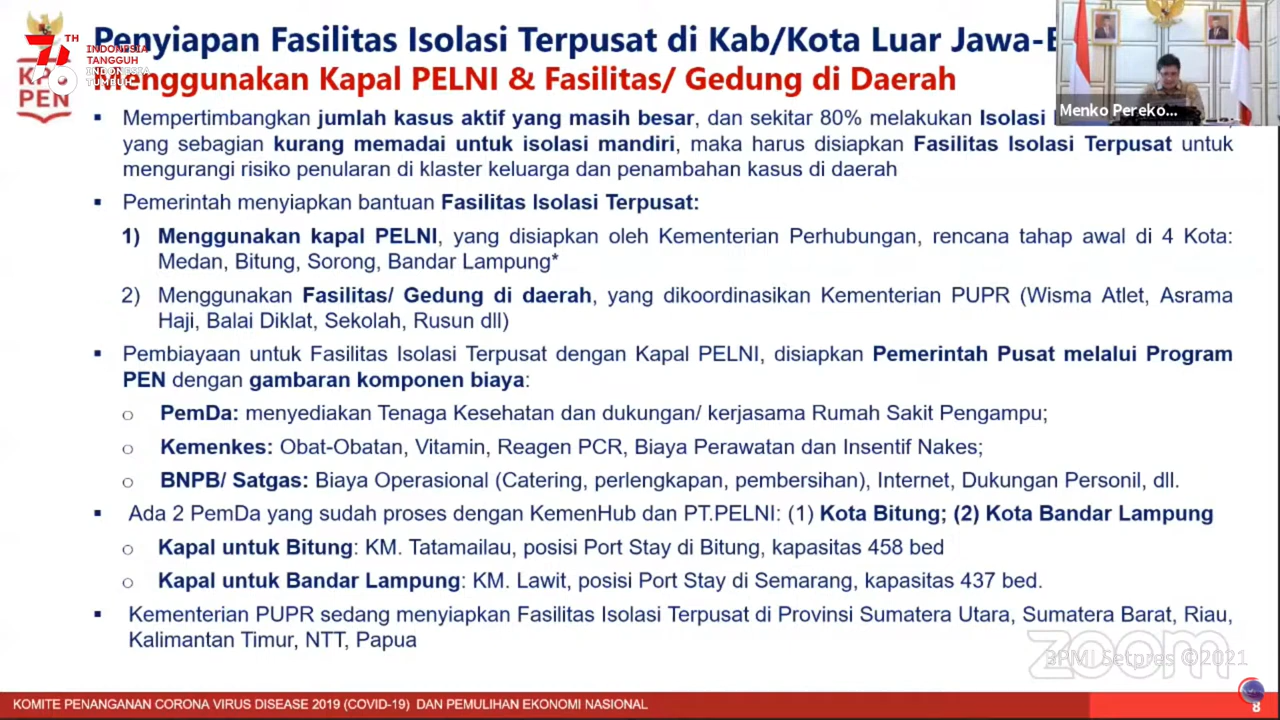 Penyiapan Fasilitas Isolasi Terpusat di Kab/Kota Luar Jawa-
Menggunakan Kapal PELNI & Fasilitas/ Gedung di Daerah
TH
INDONESIA
TANGGUH
INDONESIA
PEN
Menko Pereko...
▪ Mempertimbangkan jumlah kasus aktif yang masih besar, dan sekitar 80% melakukan Isolasi
yang sebagian kurang memadai untuk isolasi mandiri, maka harus disiapkan Fasilitas Isolasi Terpusat untuk
mengurangi risiko penularan di klaster keluarga dan penambahan kasus di daerah
▪ Pemerintah menyiapkan bantuan Fasilitas Isolasi Terpusat:
1) Menggunakan kapal PELNI, yang disiapkan oleh Kementerian Perhubungan, rencana tahap awal di 4 Kota:
Medan, Bitung, Sorong, Bandar Lampung*
2) Menggunakan Fasilitas/ Gedung di daerah, yang dikoordinasikan Kementerian PUPR (Wisma Atlet, Asrama
Haji, Balai Diklat, Sekolah, Rusun dll)
▪ Pembiayaan untuk Fasilitas Isolasi Terpusat dengan Kapal PELNI, disiapkan Pemerintah Pusat melalui Program
PEN dengan gambaran komponen biaya:
o PemDa: menyediakan Tenaga Kesehatan dan dukungan/ kerjasama Rumah Sakit Pengampu;
o Kemenkes: Obat-Obatan, Vitamin, Reagen PCR, Biaya Perawatan dan Insentif Nakes;
o BNPB/ Satgas: Biaya Operasional (Catering, perlengkapan, pembersihan), Internet, Dukungan Personil, dll.
▪ Ada 2 PemDa yang sudah proses dengan KemenHub dan PT.PELNI: (1) Kota Bitung; (2) Kota Bandar Lampung
o Kapal untuk Bitung: KM. Tatamailau, posisi Port Stay di Bitung, kapasitas 458 bed
o Kapal untuk Bandar Lampung: KM. Lawit, posisi Port Stay di Semarang, kapasitas 437 bed.
▪ Kementerian PUPR sedang menyiapkan Fasilitas Isolasi Terpusat di Provinsi Sumatera Utara, Sumatera Barat, Riau,
Kalimantan Timur, NTT, Papua
zoom
BPMI Setpres ©2021
KOMITE PENANGANAN CORONA VIRUS DISEASE 2019 (COVID-19) DAN PEMULIHAN EKONOMI NASIONAL
8